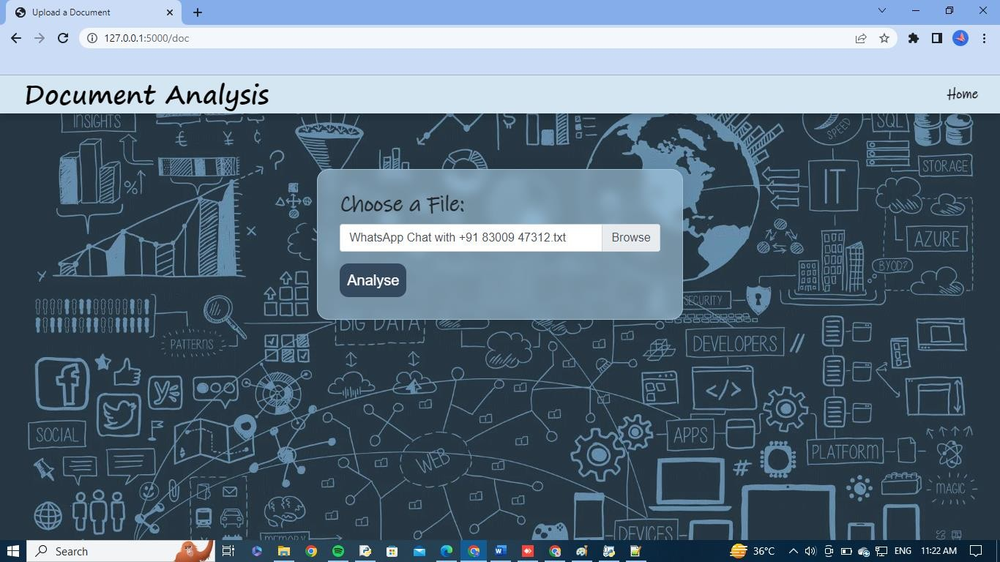 Upload a Document
127.0.0.1:5000/doc
Document Analysis
Home
INSIGHTS
£ ¥ ¢
$
SPEED
SQL
?
%
STORAGE
IT
Choose a File:
WhatsApp Chat with +91 83009 47312.txt
Browse
AZURE
BYOD?
Analyse
SECURITY
BIG DATA
PATTERNS
DEVELOPERS //
</>
SOCIAL
APPS
PLATFORM
WEB
#
MAGIC
MEMORY
DEVICES
Search
36°C
ENG
11:22 AM